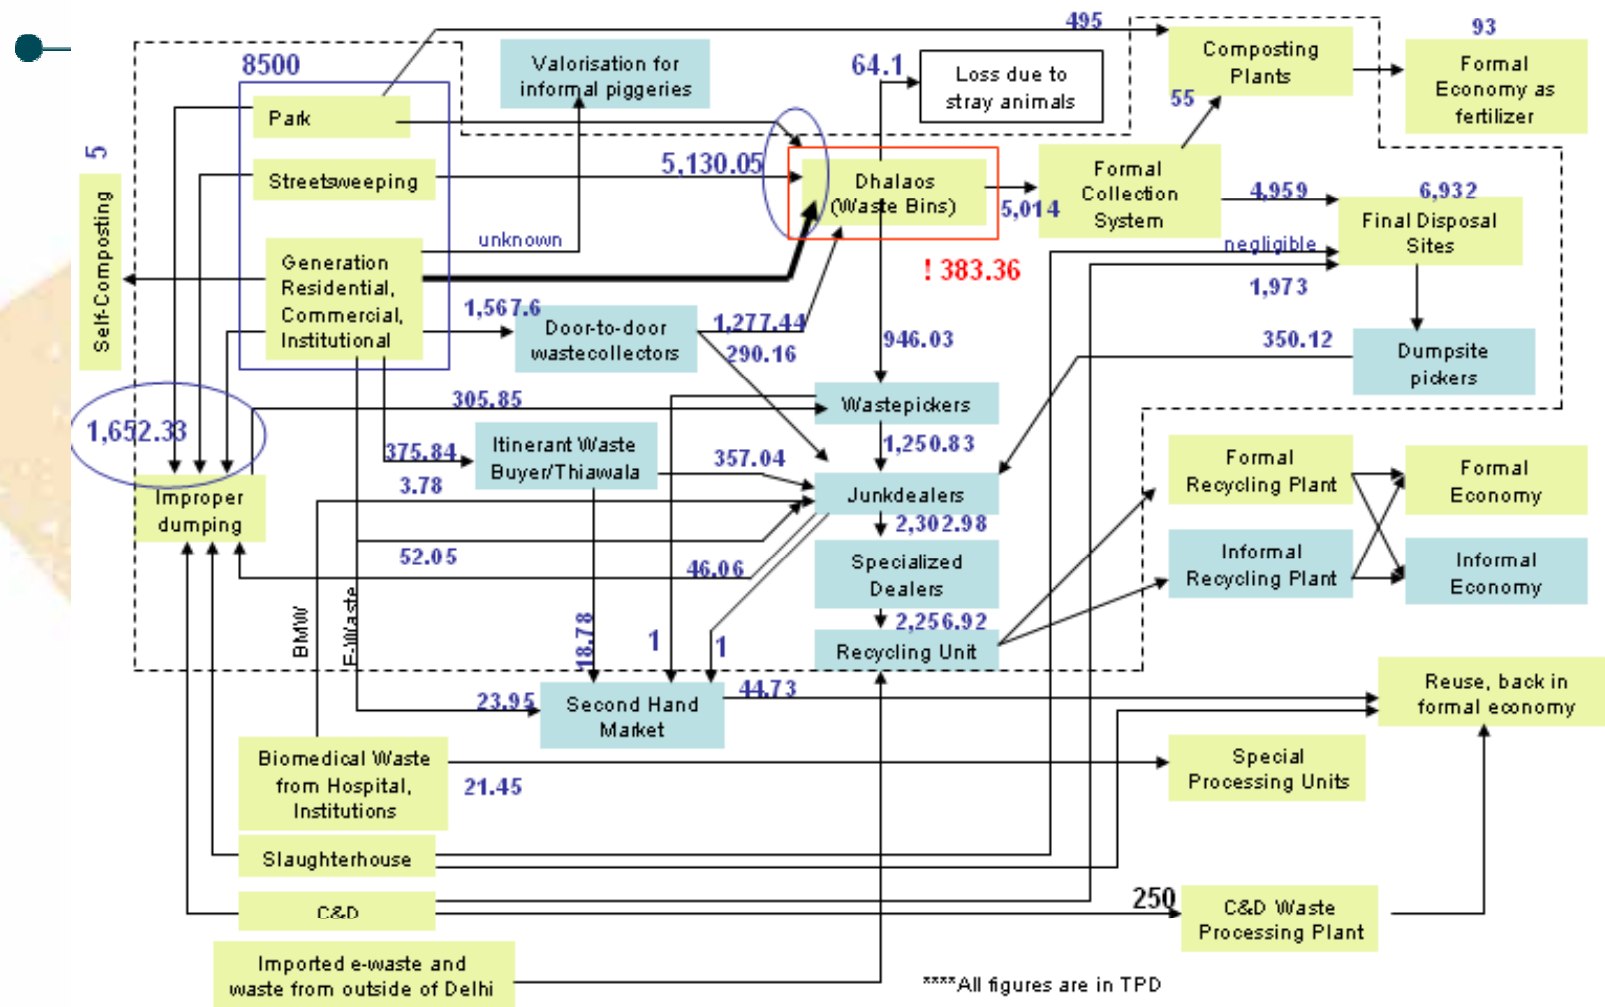 495
93
8500
Valorisation for
informal piggeries
64.1
Loss due to
stray animals
Composting
Plants
Formal
Economy as
fertilizer
55
Park
5
Streetsweeping
5,130.05
Dhalaos
(Waste Bins)
5,014
Formal
Collection
System
4,959
6,932
Final Disposal
Sites
Self-Composting
unknown
negligible
Generation
Residential,
Commercial,
Institutional
! 383.36
1,973
1,567.6
Door-to-door
wastecollectors
1,277.44
290.16
946.03
350.12
Dumpsite
pickers
305.85
Wastepickers
1,652.33
375.84
Itinerant Waste
Buyer/Thiawala
357.04
1,250.83
Formal
Recycling Plant
Formal
Economy
3.78
Junkdealers
Improper
dumping
2,302.98
52.05
46.06
Specialized
Dealers
Informal
Recycling Plant
Informal
Economy
BMW
E-Waste
18.78
1
1
2,256.92
Recycling Unit
23.95
Second Hand
Market
44.73
Reuse, back in
formal economy
Biomedical Waste
from Hospital,
Institutions
21.45
Special
Processing Units
Slaughterhouse
C&D
250
C&D Waste
Processing Plant
Imported e-waste and
waste from outside of Delhi
****All figures are in TPD